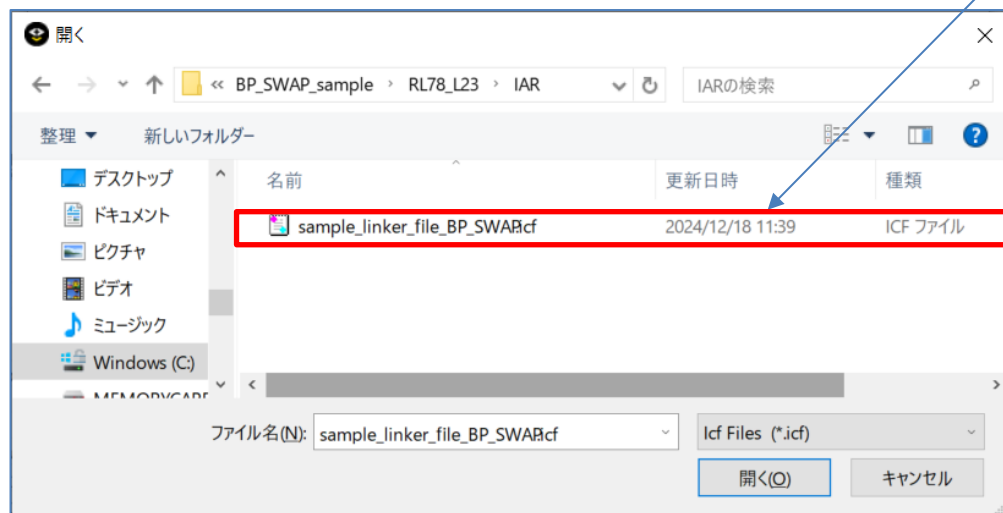 開く
« BP_SWAP_sample › RL78_L23 › IAR
IARの検索
整理 新しいフォルダー
デスクトップ
ドキュメント
ピクチャ
ビデオ
ミュージック
Windows (C:)
名前 更新日時 種類
sample_linker_file_BP_SWAP.icf 2024/12/18 11:39 ICF ファイル
ファイル名(N): sample_linker_file_BP_SWAP.icf Icf Files (*.icf)
開く(O) キャンセル